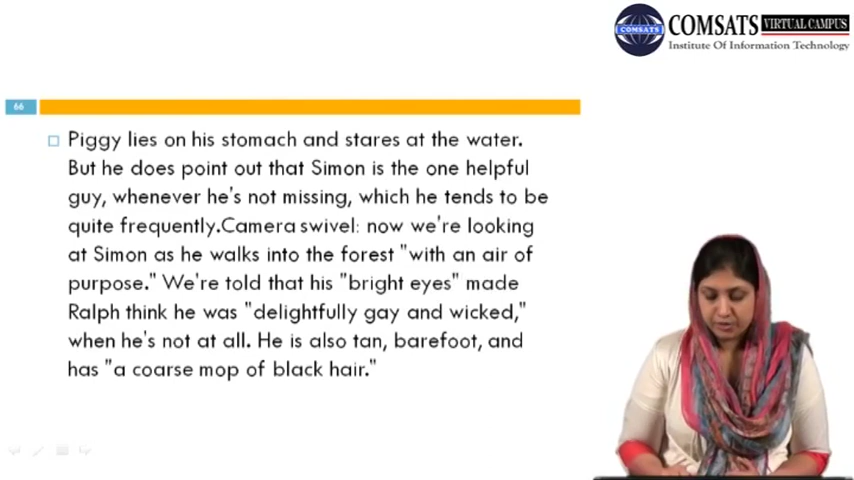 COMSATS VIRTUAL CAMPUS
COMSATS
Institute Of Information Technology
66
Piggy lies on his stomach and stares at the water.
But he does point out that Simon is the one helpful
guy, whenever he's not missing, which he tends to be
quite frequently.Camera swivel: now we're looking
at Simon as he walks into the forest "with an air of
purpose." We're told that his "bright eyes" made
Ralph think he was "delightfully gay and wicked,"
when he's not at all. He is also tan, barefoot, and
has "a coarse mop of black hair."